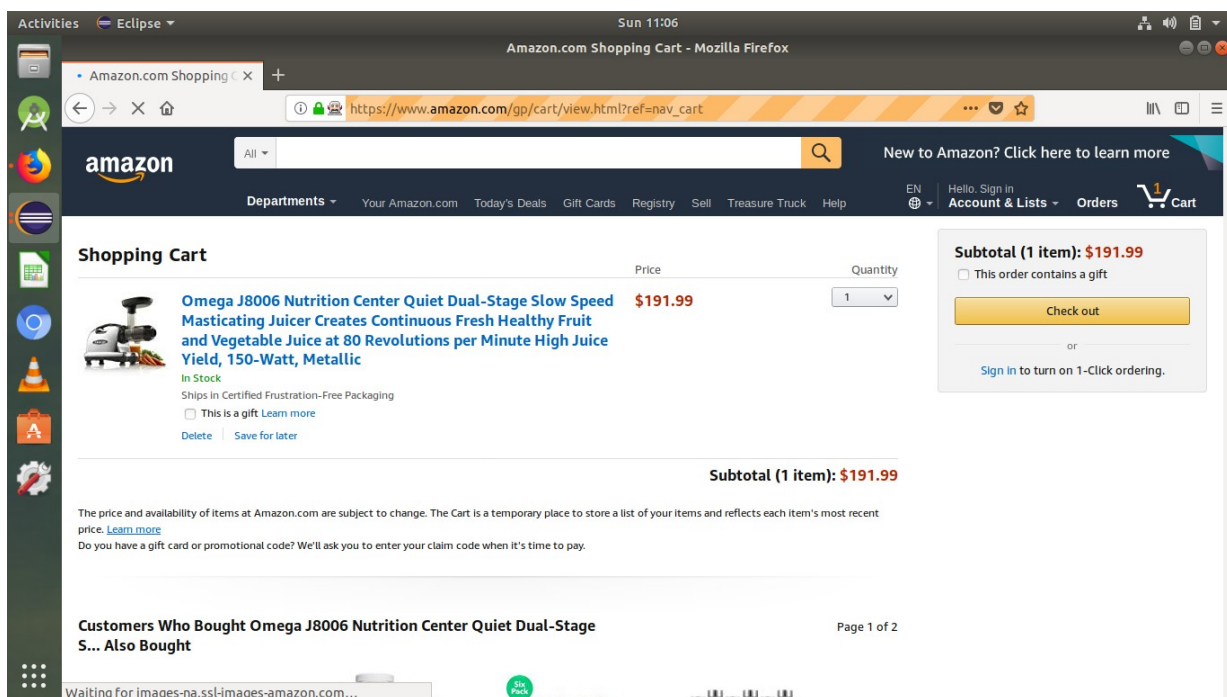 Activities Eclipse Sun 11:06
Amazon.com Shopping Cart - Mozilla Firefox
Amazon.com Shopping C
https://www.amazon.com/gp/cart/view.html?ref=nav_cart
amazon All New to Amazon? Click here to learn more
Departments Your Amazon.com Today's Deals Gift Cards Registry Sell Treasure Truck Help EN Hello. Sign in Account & Lists Orders 1 Cart
Shopping Cart
Price Quantity
Omega J8006 Nutrition Center Quiet Dual-Stage Slow Speed $191.99 1
Masticating Juicer Creates Continuous Fresh Healthy Fruit
and Vegetable Juice at 80 Revolutions per Minute High Juice
Yield, 150-Watt, Metallic
In Stock
Ships in Certified Frustration-Free Packaging
This is a gift Learn more
Delete Save for later
Subtotal (1 item): $191.99
Subtotal (1 item): $191.99
This order contains a gift
Check out
or
Sign in to turn on 1-Click ordering.
The price and availability of items at Amazon.com are subject to change. The Cart is a temporary place to store a list of your items and reflects each item's most recent
price. Learn more
Do you have a gift card or promotional code? We'll ask you to enter your claim code when it's time to pay.
Customers Who Bought Omega J8006 Nutrition Center Quiet Dual-Stage Page 1 of 2
S... Also Bought
Six
Pack
Waiting for images-na.ssl-images-amazon.com...